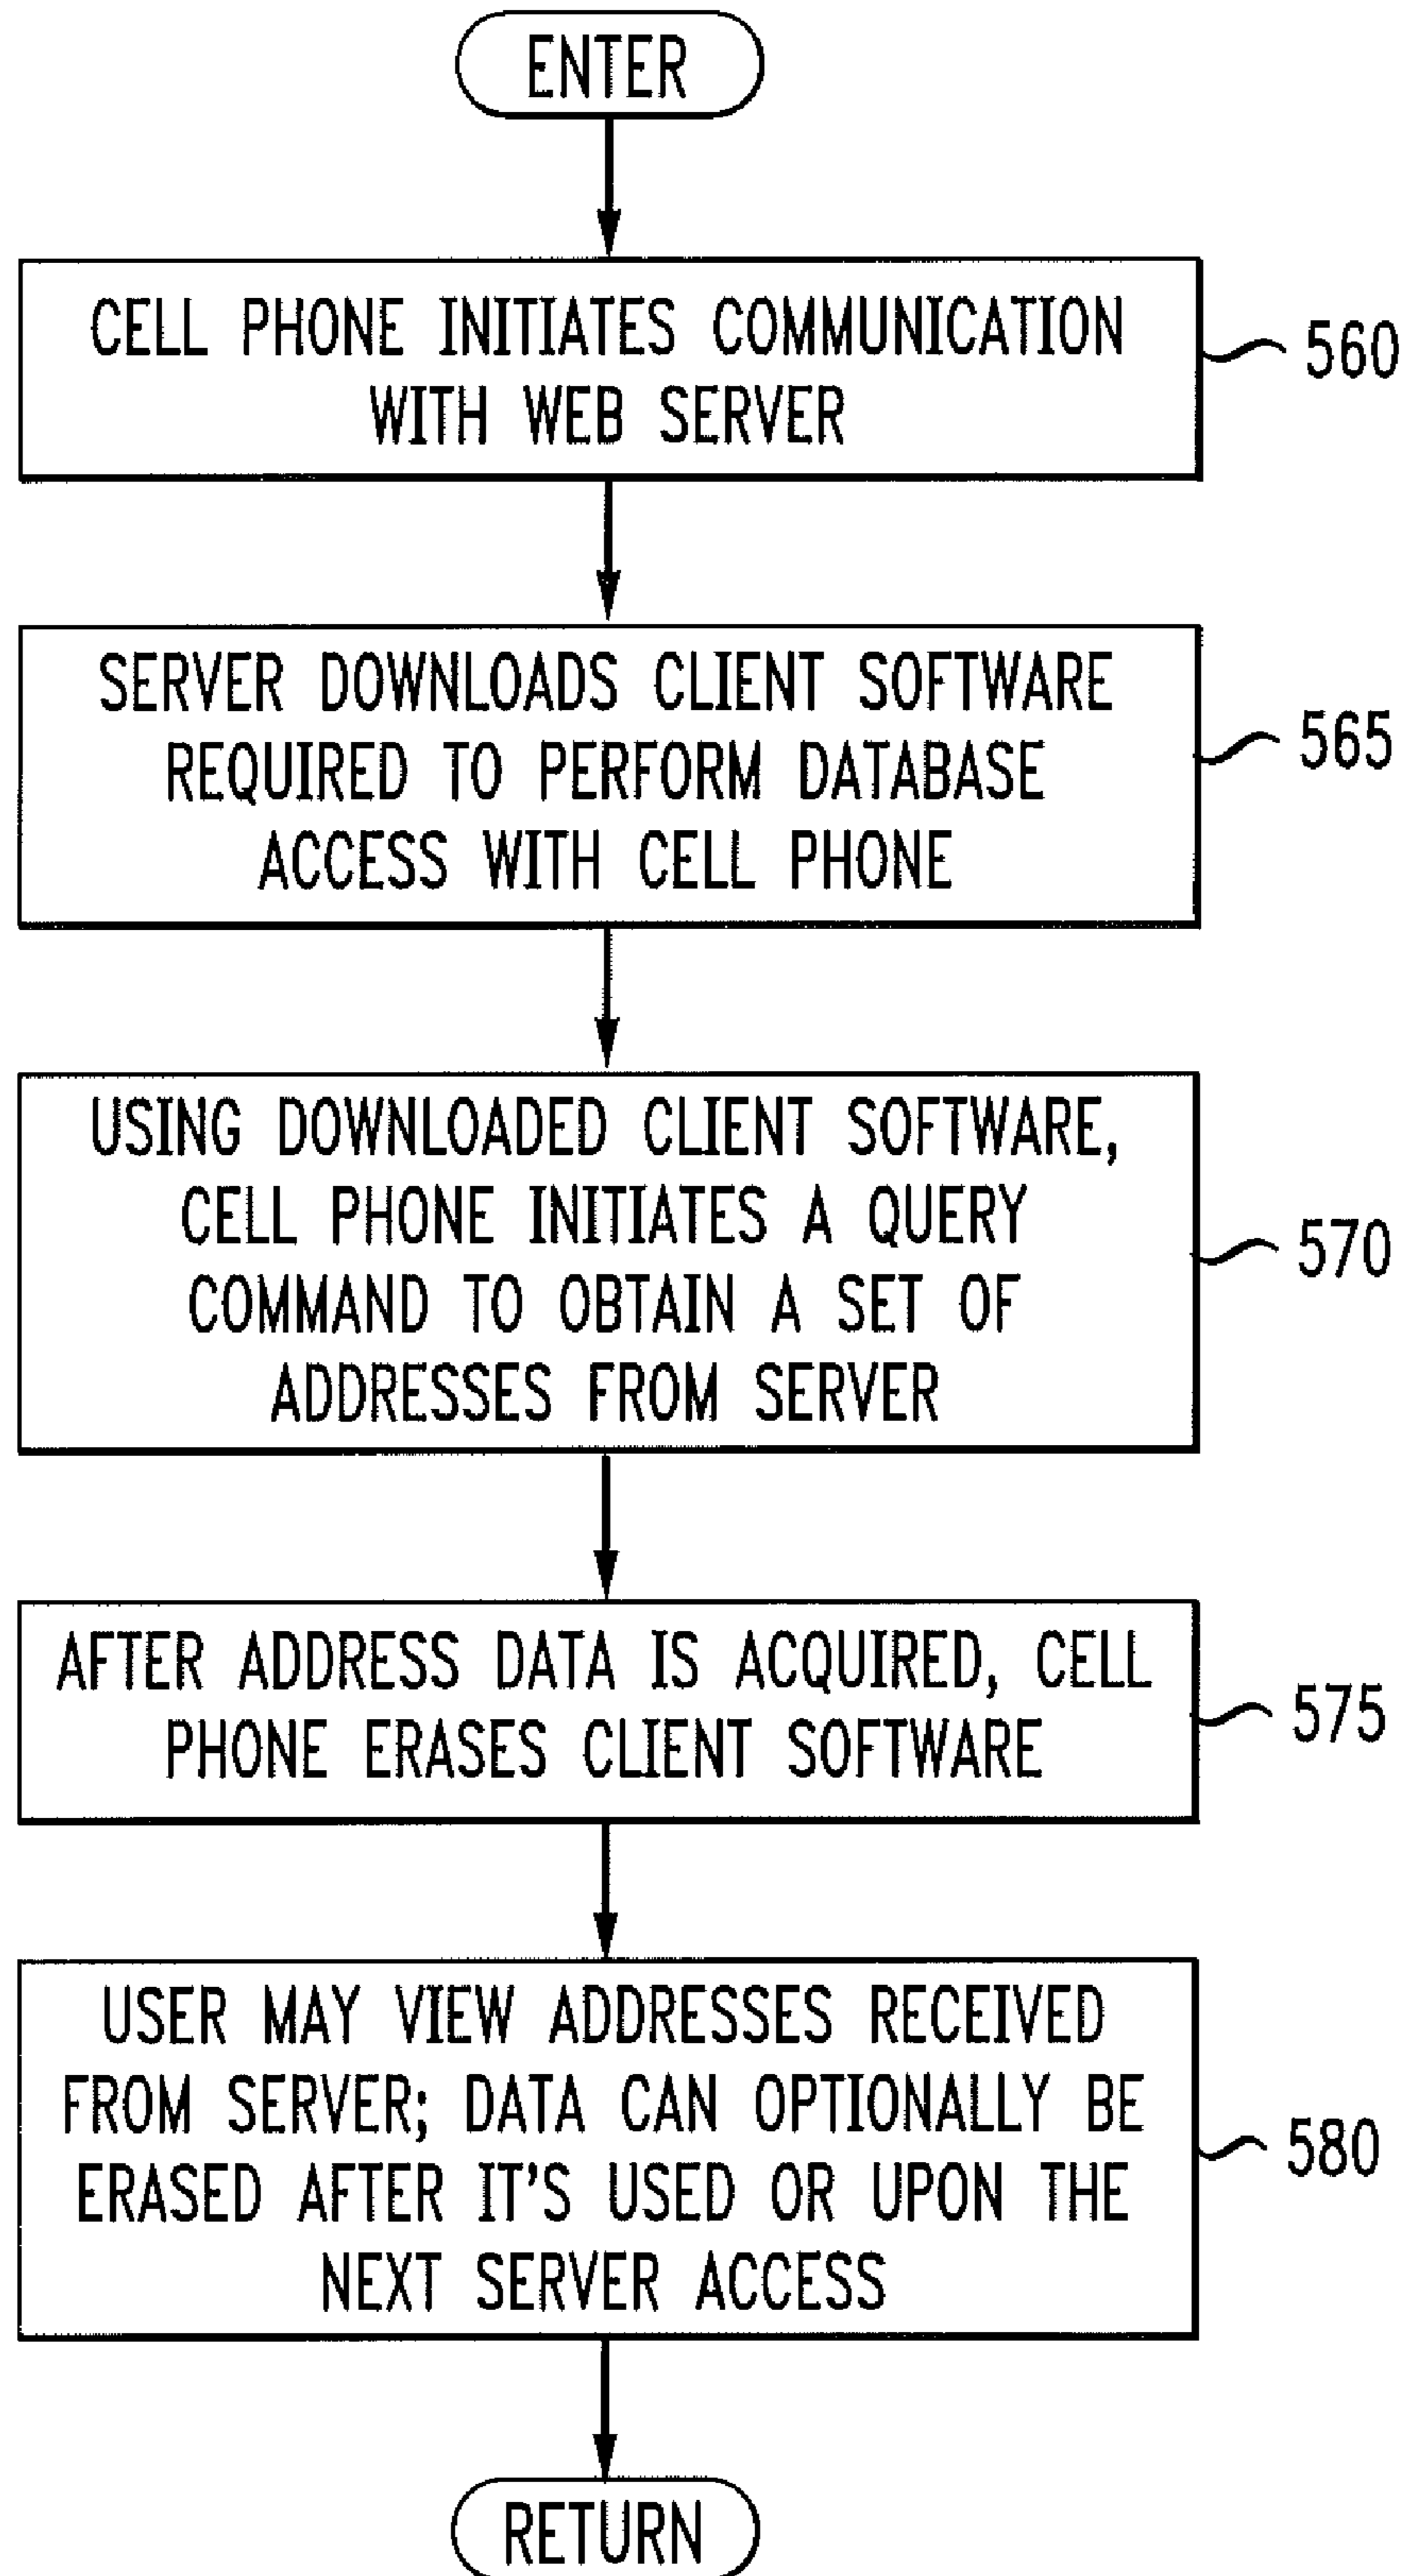 ENTER
CELL PHONE INITIATES COMMUNICATION
WITH WEB SERVER
560
SERVER DOWNLOADS CLIENT SOFTWARE
REQUIRED TO PERFORM DATABASE
ACCESS WITH CELL PHONE
565
USING DOWNLOADED CLIENT SOFTWARE,
CELL PHONE INITIATES A QUERY
COMMAND TO OBTAIN A SET OF
ADDRESSES FROM SERVER
570
AFTER ADDRESS DATA IS ACQUIRED, CELL
PHONE ERASES CLIENT SOFTWARE
575
USER MAY VIEW ADDRESSES RECEIVED
FROM SERVER; DATA CAN OPTIONALLY BE
ERASED AFTER IT'S USED OR UPON THE
NEXT SERVER ACCESS
580
RETURN